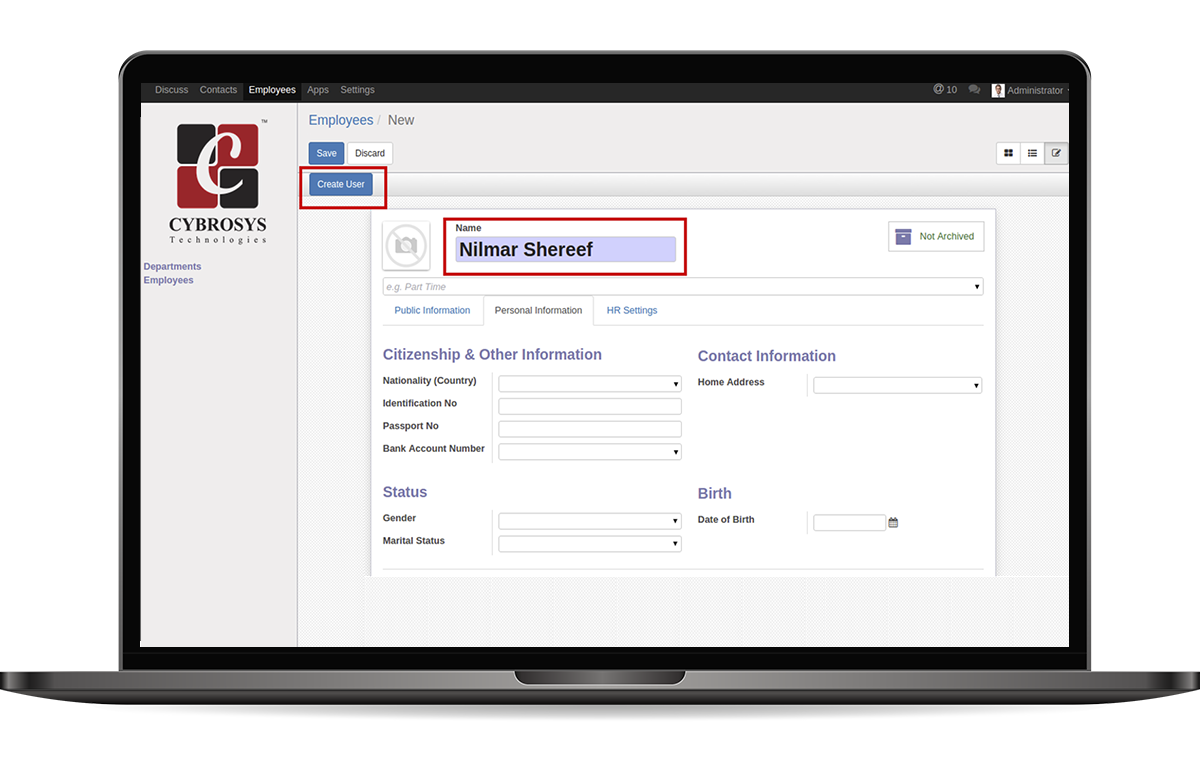 Discuss Contacts Employees Apps Settings @ 10 Administrator
™
CYBROSYS
Technologies
Departments
Employees
Employees / New
Save Discard
Create User
Name
Nilmar Shereef
Not Archived
e.g. Part Time
Public Information Personal Information HR Settings
Citizenship & Other Information
Nationality (Country)
Identification No
Passport No
Bank Account Number
Contact Information
Home Address
Status
Gender
Marital Status
Birth
Date of Birth